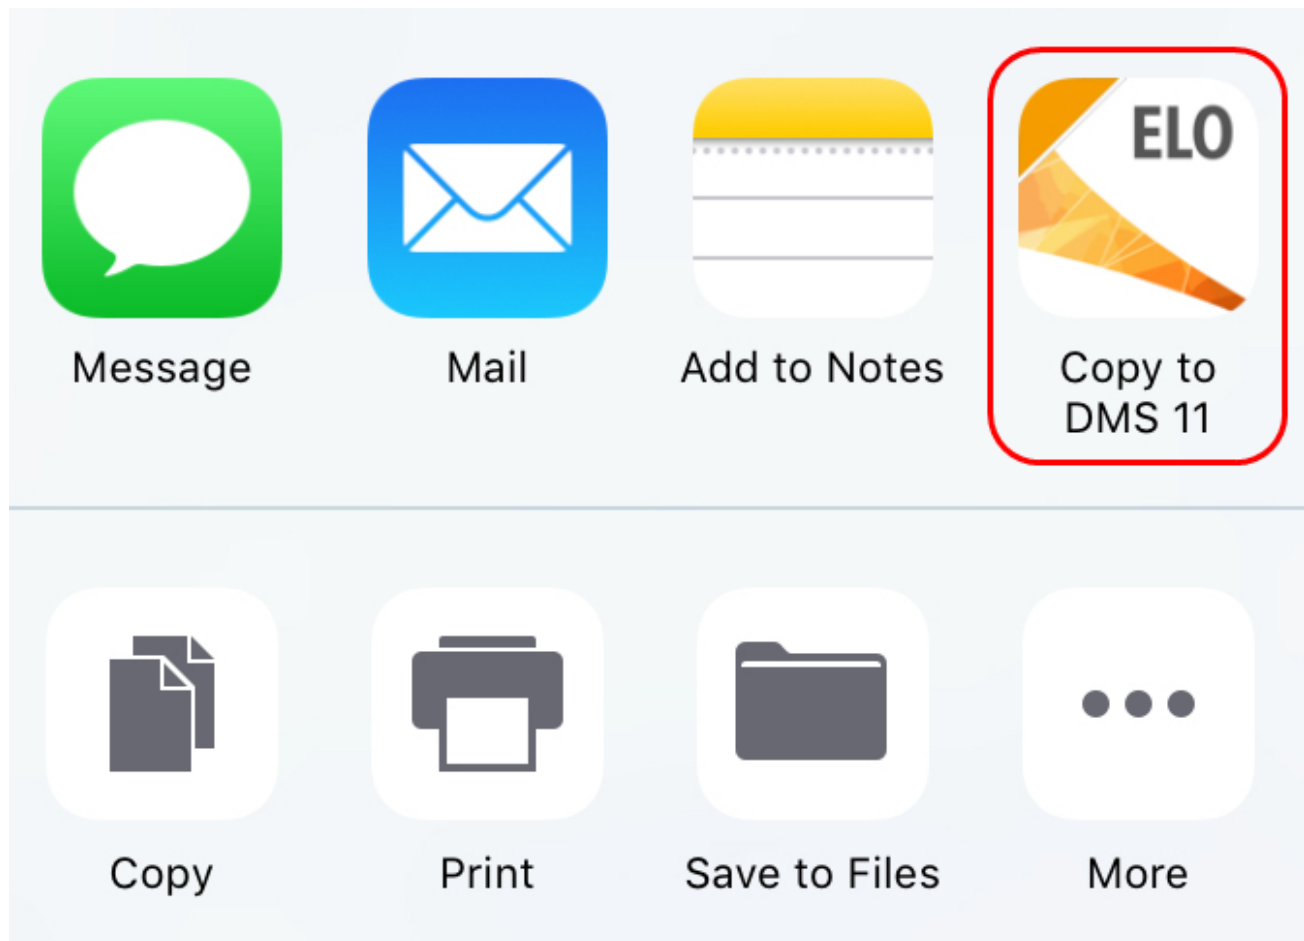 ELO
Message
Mail
Add to Notes
Copy to
DMS 11
Copy
Print
Save to Files
More